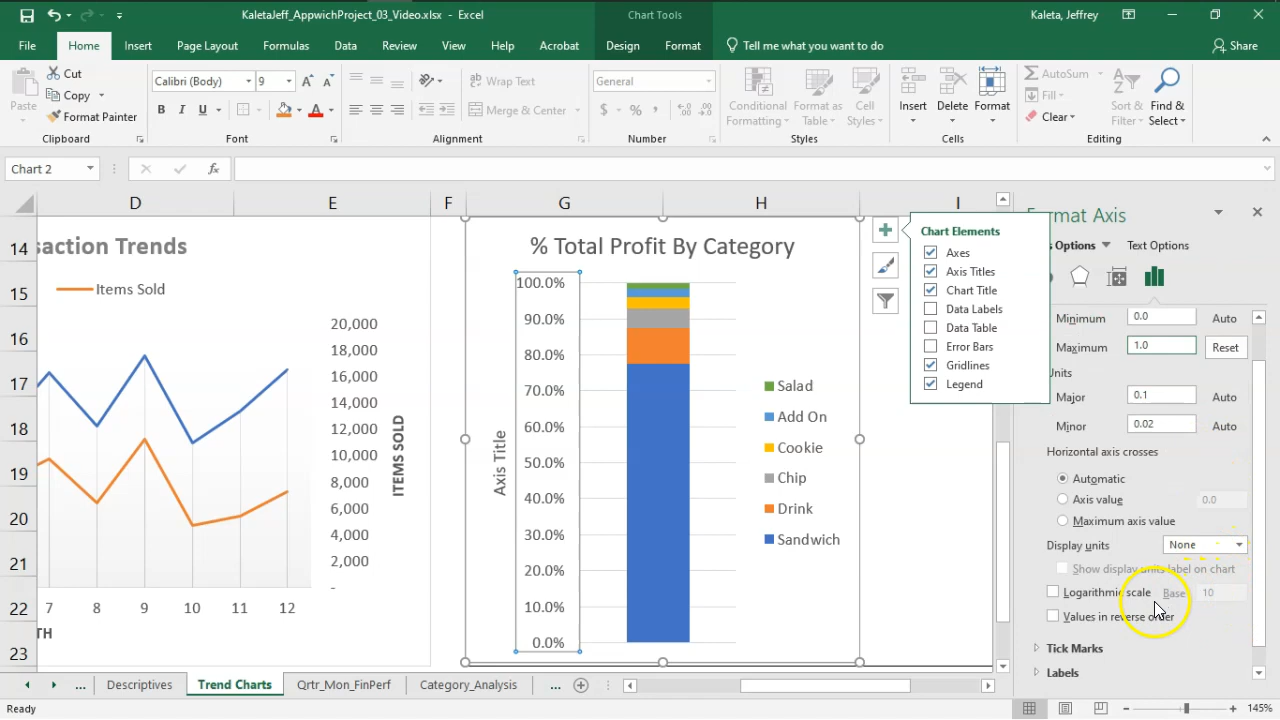 KaletaJeff_AppwichProject_03_Video.xlsx - Excel
Chart Tools
Kaleta, Jeffrey
File Home Insert Page Layout Formulas Data Review View Help Acrobat Design Format Tell me what you want to do Share
Paste
Cut
Copy
Format Painter
Clipboard
Calibri (Body) 9
B I U
Font
Wrap Text
Merge & Center
Alignment
General
$ % ,
Number
Conditional Formatting
Format as Table
Cell Styles
Styles
Insert Delete Format
Cells
AutoSum
Fill
Clear
Sort & Filter
Find & Select
Editing
Chart 2
fx
D E F G H I
14
15
16
17
18
19
20
21
22
23
saction Trends
Items Sold
20,000
18,000
16,000
14,000
12,000
10,000
8,000
6,000
4,000
2,000
-
ITEMS SOLD
7 8 9 10 11 12
TH
% Total Profit By Category
100.0%
90.0%
80.0%
70.0%
60.0%
50.0%
40.0%
30.0%
20.0%
10.0%
0.0%
Axis Title
Salad
Add On
Cookie
Chip
Drink
Sandwich
Chart Elements
Axes
Axis Titles
Chart Title
Data Labels
Data Table
Error Bars
Gridlines
Legend
Format Axis
s Options Text Options
Minimum 0.0 Auto
Maximum 1.0 Reset
Units
Major 0.1 Auto
Minor 0.02 Auto
Horizontal axis crosses
Automatic
Axis value 0.0
Maximum axis value
Display units None
Show display units label on chart
Logarithmic scale Base 10
Values in reverse order
Tick Marks
Labels
... Descriptives Trend Charts Qrtr_Mon_FinPerf Category_Analysis ...
Ready
145%